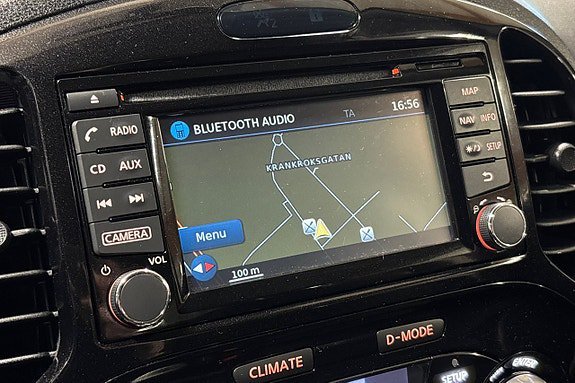 BLUETOOTH AUDIO
TA
16:56
KRANKROKSGATAN
Menu
100 m
RADIO
CD AUX
CAMERA
VOL
MAP
NAV INFO
SETUP
CLIMATE
D-MODE
SETUP
ENTER